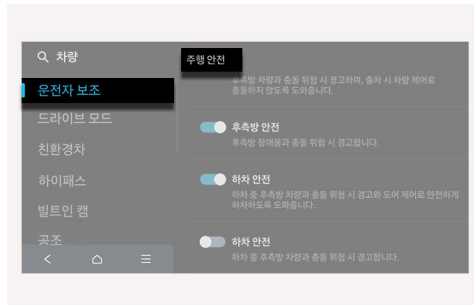 차량
주행 안전
운전자 보조
드라이브 모드
친환경차
하이패스
빌트인 캠
공조
후측방 차량과 충돌 위험 시 경고하며, 출차 시 차량 제어로
충돌하지 않도록 도와줍니다.
후측방 안전
후측방 장애물과 충돌 위험 시 경고합니다.
하차 안전
하차 중 후측방 차량과 충돌 위험 시 경고와 도어 제어로 안전하게
하차하도록 도와줍니다.
하차 안전
하차 중 후측방 차량과 충돌 위험 시 경고합니다.